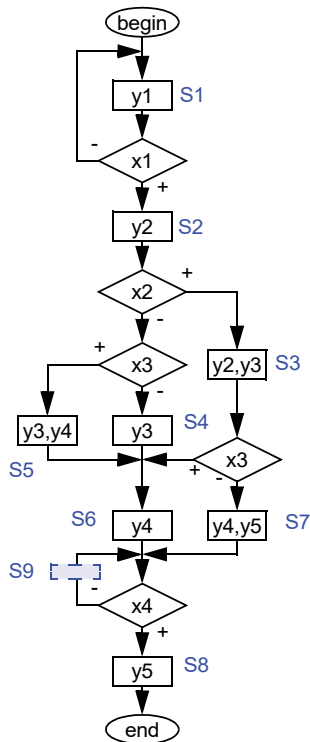 begin
y1 S1
-
x1
+
y2 S2
x2 +
-
+ x3
-
y2,y3 S3
y3,y4 y3 S4
S5
x3
+ -
S6 y4 y4,y5 S7
S9
- x4
+
y5 S8
end